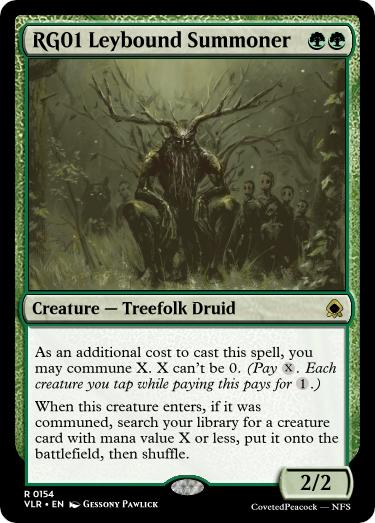 RG01 Leybound Summoner
Creature — Treefolk Druid
As an additional cost to cast this spell, you
may commune X. X can't be 0. (Pay X. Each
creature you tap while paying this pays for 1.)
When this creature enters, if it was
communed, search your library for a creature
card with mana value X or less, put it onto the
battlefield, then shuffle.
2/2
R 0154
VLR • EN Gessony Pawlick
CovetedPeacock — NFS